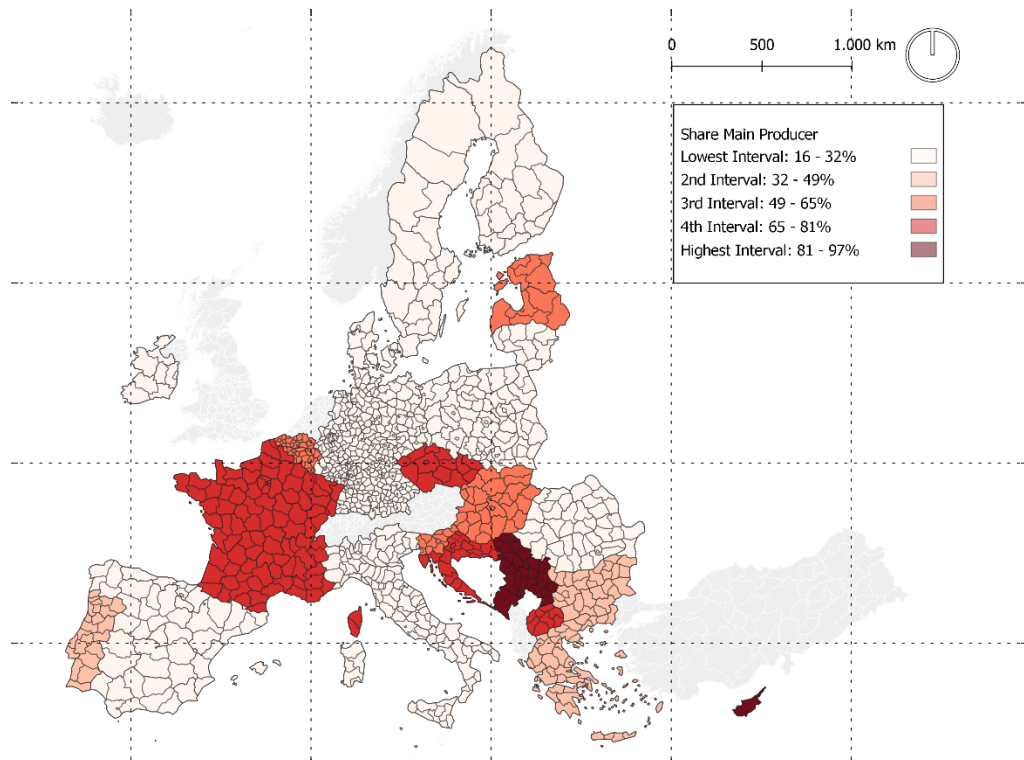 0 500 1.000 km
Share Main Producer
Lowest Interval: 16 - 32%
2nd Interval: 32 - 49%
3rd Interval: 49 - 65%
4th Interval: 65 - 81%
Highest Interval: 81 - 97%